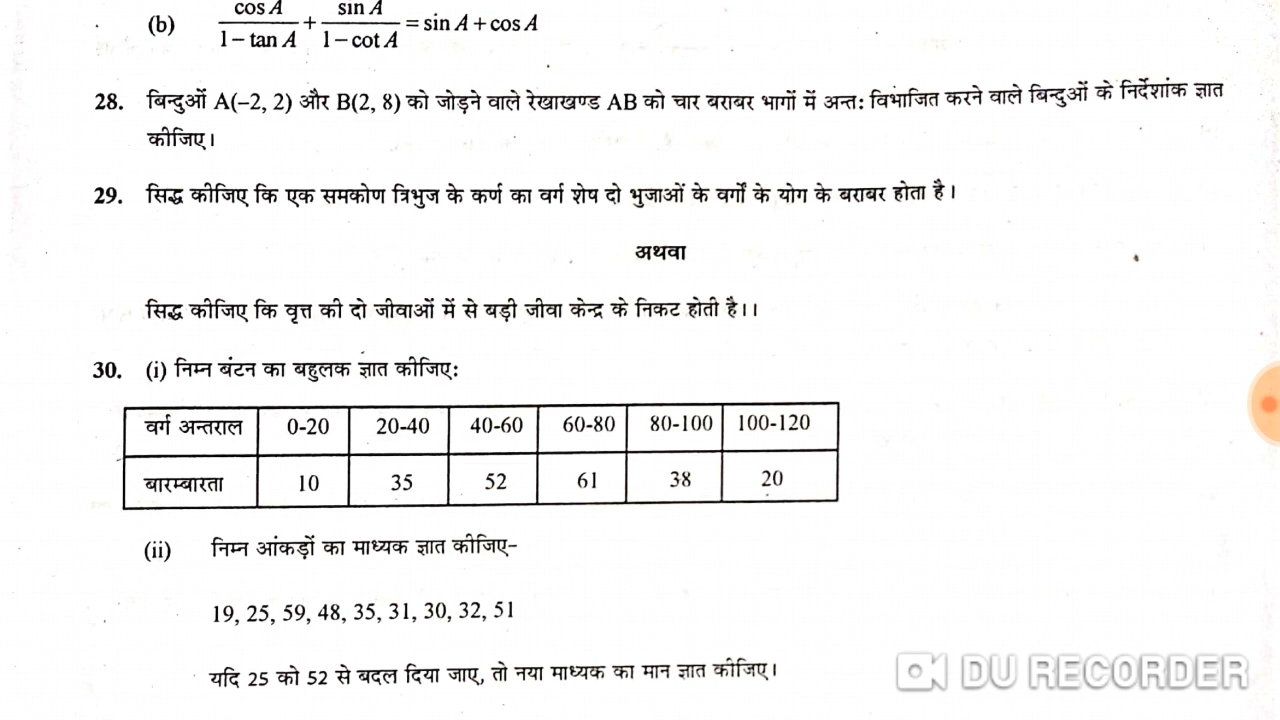 (b) cos A / 1 − tan A + sin A / 1 − cot A = sin A + cos A
28. बिन्दुओं A(–2, 2) और B(2, 8) को जोड़ने वाले रेखाखण्ड AB को चार बराबर भागों में अन्त: विभाजित करने वाले बिन्दुओं के निर्देशांक ज्ञात
कीजिए।
29. सिद्ध कीजिए कि एक समकोण त्रिभुज के कर्ण का वर्ग शेष दो भुजाओं के वर्गों के योग के बराबर होता है।
अथवा
सिद्ध कीजिए कि वृत्त की दो जीवाओं में से बड़ी जीवा केन्द्र के निकट होती है।।
30. (i) निम्न बंटन का बहुलक ज्ञात कीजिए:
वर्ग अन्तराल 0-20 20-40 40-60 60-80 80-100 100-120
बारम्बारता 10 35 52 61 38 20
(ii) निम्न आंकड़ों का माध्यक ज्ञात कीजिए-
19, 25, 59, 48, 35, 31, 30, 32, 51
यदि 25 को 52 से बदल दिया जाए, तो नया माध्यक का मान ज्ञात कीजिए।
DU RECORDER